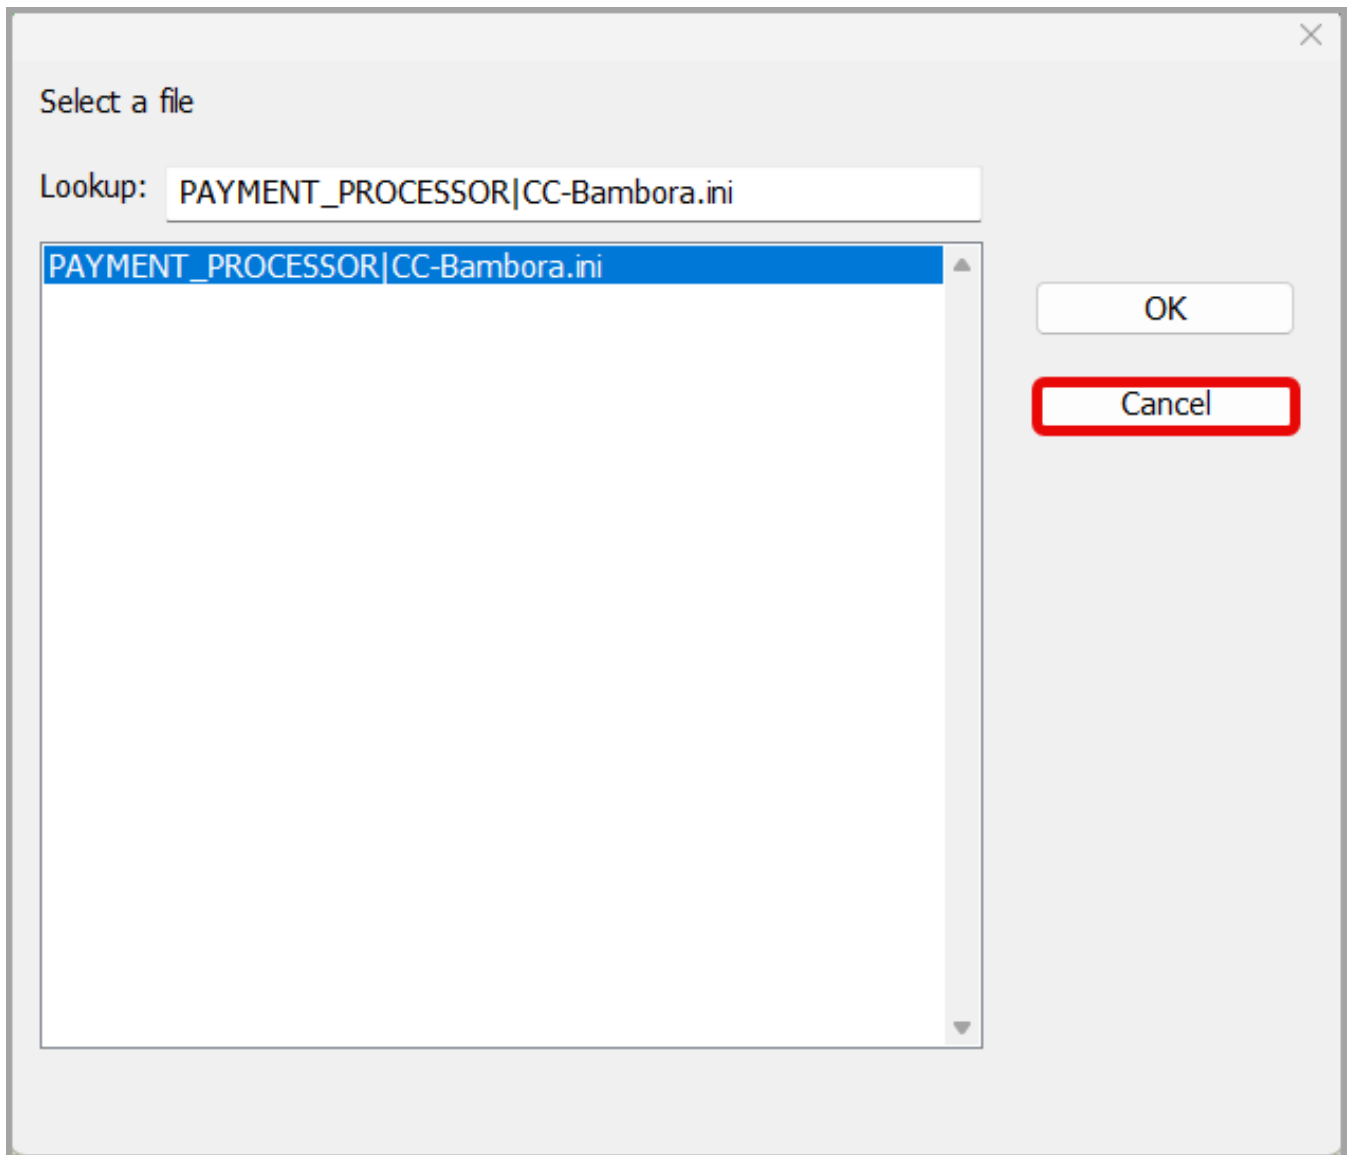 Select a file
Lookup: PAYMENT_PROCESSOR|CC-Bambora.ini
PAYMENT_PROCESSOR|CC-Bambora.ini
OK
Cancel